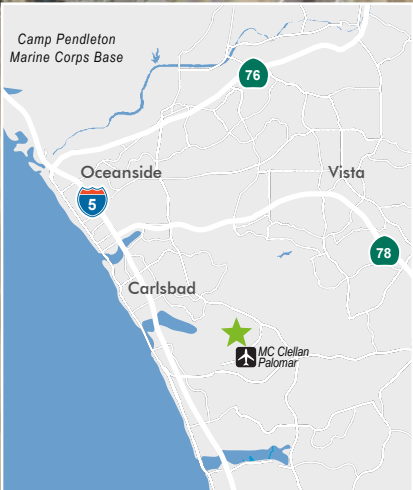 Camp Pendleton
Marine Corps Base
76
Oceanside
Vista
5
78
Carlsbad
MC Clellan
Palomar